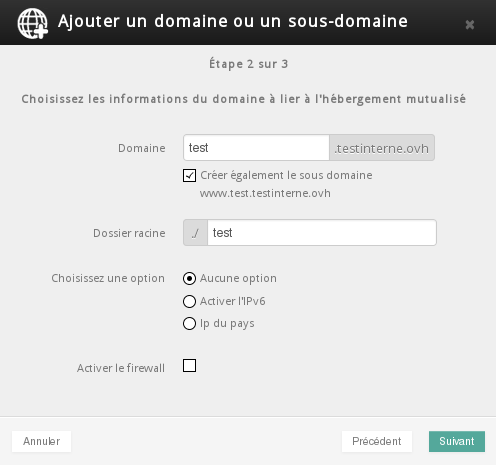 Ajouter un domaine ou un sous-domaine
×
Étape 2 sur 3
Choisissez les informations du domaine à lier à l'hébergement mutualisé
Domaine test .testinterne.ovh
Créer également le sous domaine
www.test.testinterne.ovh
Dossier racine ./ test
Choisissez une option Aucune option
Activer l'IPv6
Ip du pays
Activer le firewall
Annuler Précédent Suivant